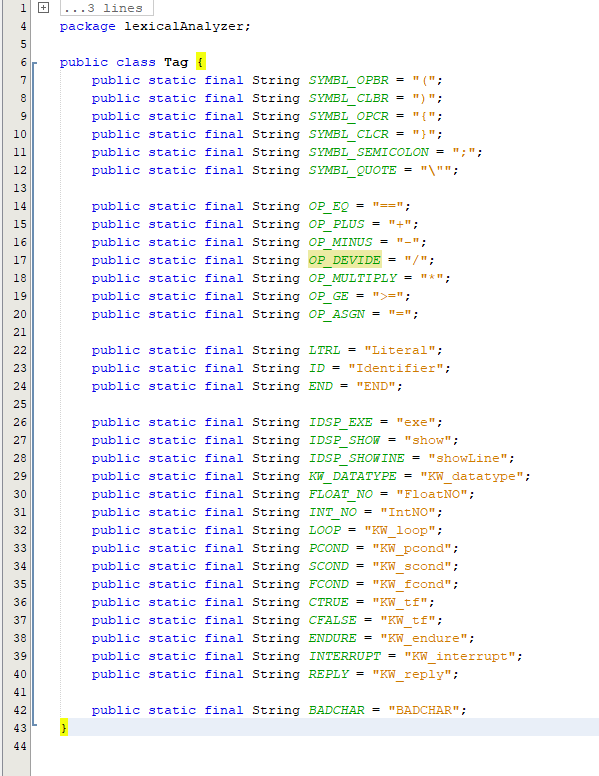 1 ...3 lines
4 package lexicalAnalyzer;
5
6 public class Tag {
7 public static final String SYMBL_OPBR = "(";
8 public static final String SYMBL_CLBR = ")";
9 public static final String SYMBL_OPCR = "{";
10 public static final String SYMBL_CLCR = "}";
11 public static final String SYMBL_SEMICOLON = ";";
12 public static final String SYMBL_QUOTE = "\"";
13
14 public static final String OP_EQ = "==";
15 public static final String OP_PLUS = "+";
16 public static final String OP_MINUS = "-";
17 public static final String OP_DEVIDE = "/";
18 public static final String OP_MULTIPLY = "*";
19 public static final String OP_GE = ">=";
20 public static final String OP_ASGN = "=";
21
22 public static final String LTRL = "Literal";
23 public static final String ID = "Identifier";
24 public static final String END = "END";
25
26 public static final String IDSP_EXE = "exe";
27 public static final String IDSP_SHOW = "show";
28 public static final String IDSP_SHOWINE = "showLine";
29 public static final String KW_DATATYPE = "KW_datatype";
30 public static final String FLOAT_NO = "FloatNO";
31 public static final String INT_NO = "IntNO";
32 public static final String LOOP = "KW_loop";
33 public static final String PCOND = "KW_pcond";
34 public static final String SCOND = "KW_scond";
35 public static final String FCOND = "KW_fcond";
36 public static final String CTRUE = "KW_tf";
37 public static final String CFALSE = "KW_tf";
38 public static final String ENDURE = "KW_endure";
39 public static final String INTERRUPT = "KW_interrupt";
40 public static final String REPLY = "KW_reply";
41
42 public static final String BADCHAR = "BADCHAR";
43 }
44